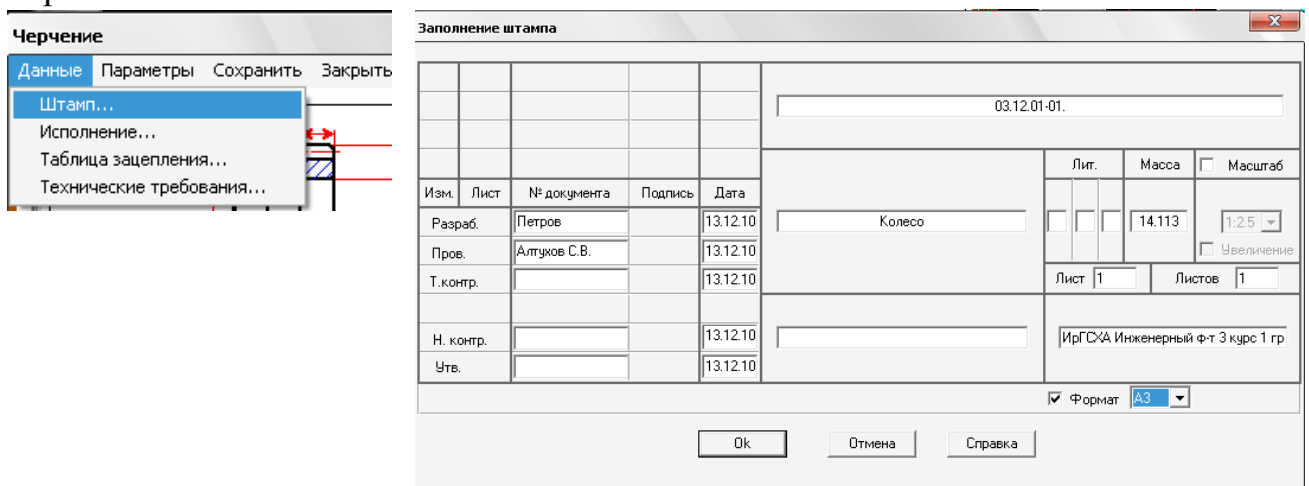 Черчение
Данные Параметры Сохранить Закрыть
Штамп...
Исполнение...
Таблица зацепления...
Технические требования...
Заполнение штампа
03.12.01-01.
Лит. Масса Масштаб
Изм. Лист № документа Подпись Дата
Разраб. Петров 13.12.10 Колесо 14.113 1:2.5
Пров. Алтухов С.В. 13.12.10 Увеличение
Т.контр. 13.12.10 Лист 1 Листов 1
Н. контр. 13.12.10 ИрГСХА Инженерный ф-т 3 курс 1 гр
Утв. 13.12.10
Формат А3
Ok Отмена Справка